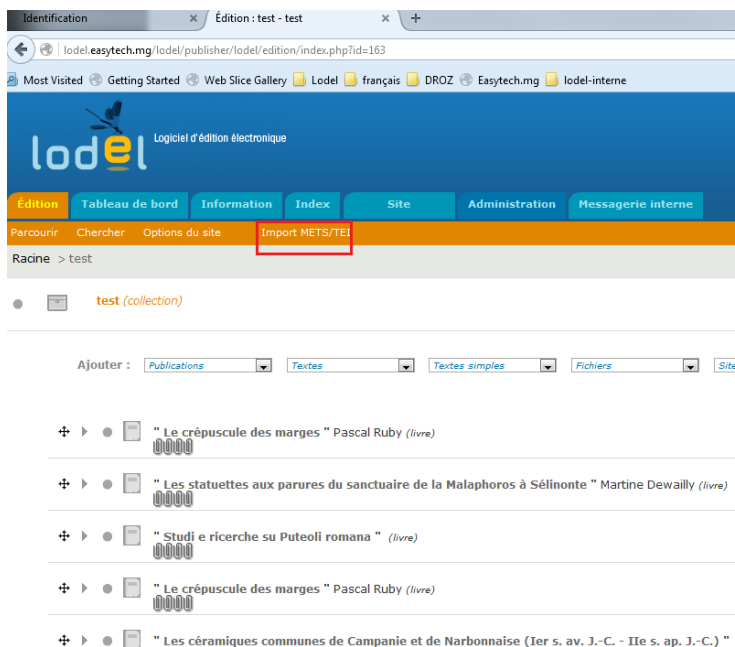 Identification
Édition : test - test
lodel.easytech.mg/lodel/publisher/lodel/edition/index.php?id=163
Most Visited Getting Started Web Slice Gallery Lodel français DROZ Easytech.mg lodel-interne
lodel Logiciel d'édition électronique
Édition Tableau de bord Information Index Site Administration Messagerie interne
Parcourir Chercher Options du site Import METS/TEI
Racine > test
test (collection)
Ajouter : Publications Textes Textes simples Fichiers Site
" Le crépuscule des marges " Pascal Ruby (livre)
" Les statuettes aux parures du sanctuaire de la Malaphoros à Sélinonte " Martine Dewailly (livre)
" Studi e ricerche su Puteoli romana " (livre)
" Le crépuscule des marges " Pascal Ruby (livre)
" Les céramiques communes de Campanie et de Narbonnaise (Ier s. av. J.-C. - IIe s. ap. J.-C.) "